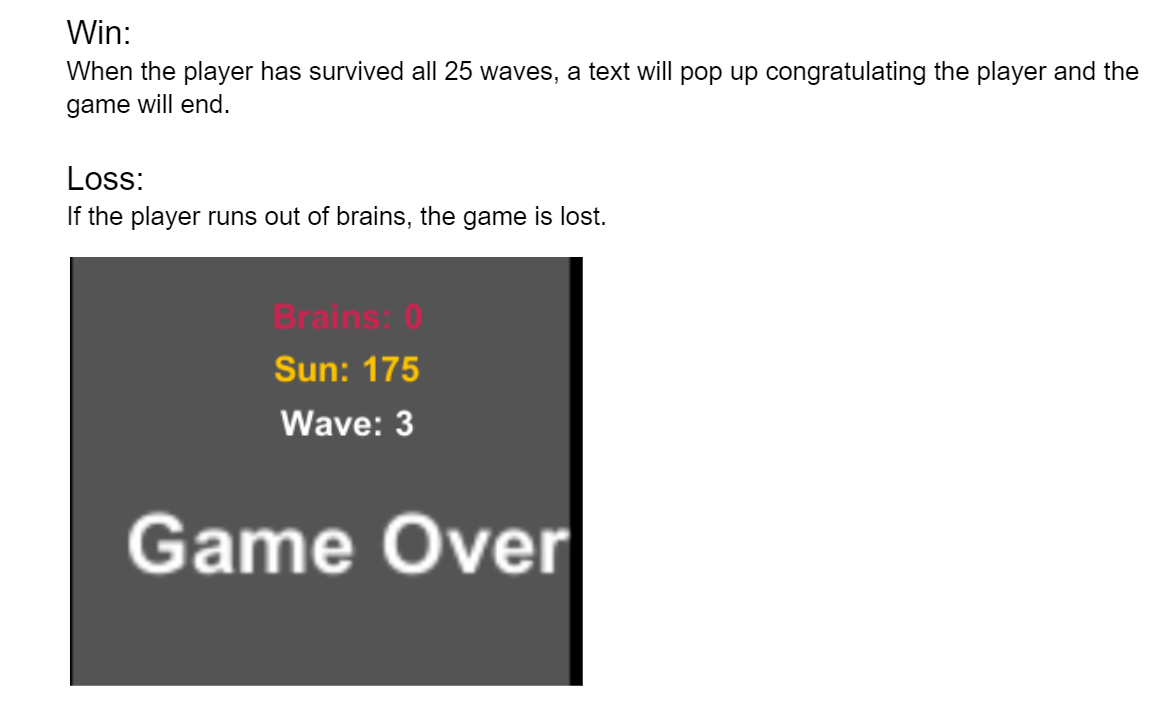 Win:
When the player has survived all 25 waves, a text will pop up congratulating the player and the
game will end.
Loss:
If the player runs out of brains, the game is lost.
Brains: 0
Sun: 175
Wave: 3
Game Over